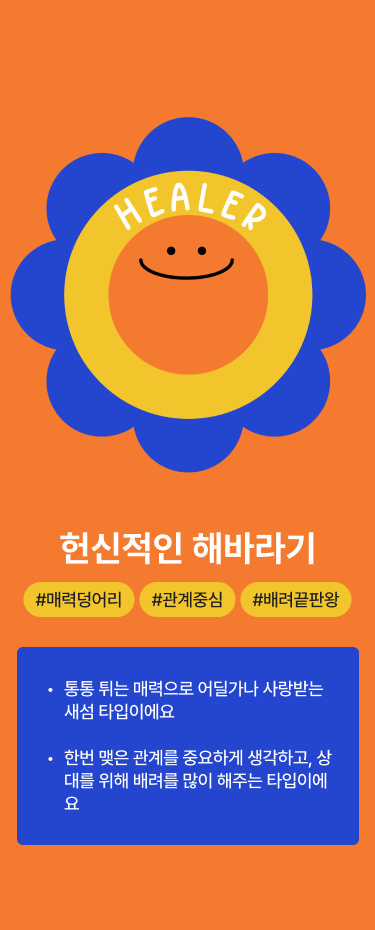 HEALER
헌신적인 해바라기
#매력덩어리 #관계중심 #배려끝판왕
• 통통 튀는 매력으로 어딜가나 사랑받는
새섬 타입이에요
• 한번 맺은 관계를 중요하게 생각하고, 상
대를 위해 배려를 많이 해주는 타입이에
요